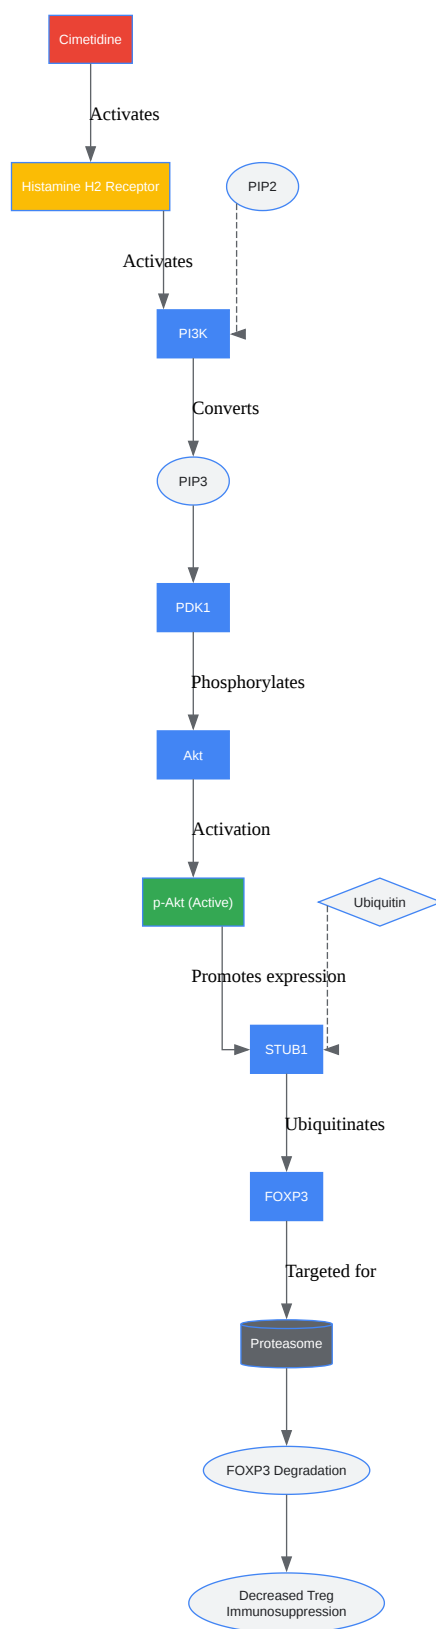 Cimetidine
Activates
Histamine H2 Receptor
PIP2
Activates
PI3K
Converts
PIP3
PDK1
Phosphorylates
Akt
Activation
p-Akt (Active)
Ubiquitin
Promotes expression
STUB1
Ubiquitinates
FOXP3
Targeted for
Proteasome
FOXP3 Degradation
Decreased Treg
Immunosuppression